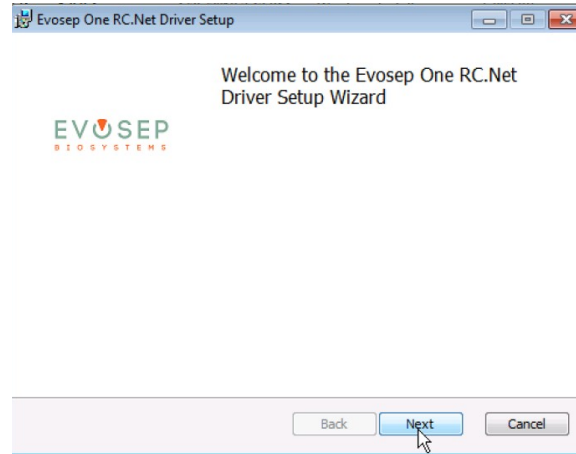 Evosep One RC.Net Driver Setup
Welcome to the Evosep One RC.Net
Driver Setup Wizard
EVOSEP
BIOSYSTEMS
Back Next Cancel